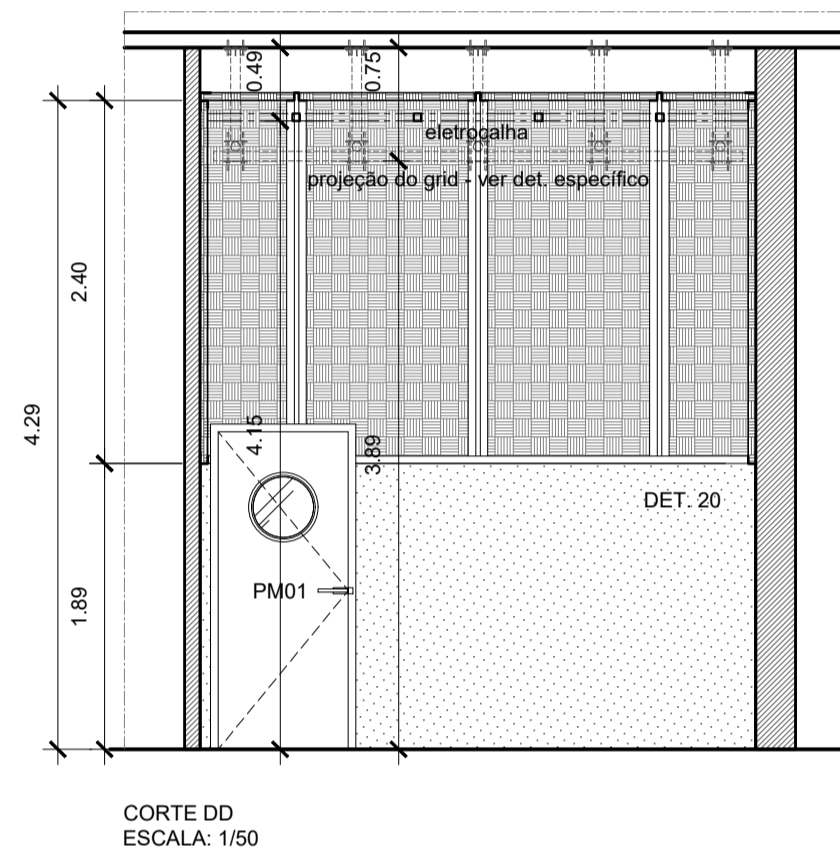 0.49
0.75
eletrocalha
projeção do grid - ver det. específico
2.40
4.29
4.15
3.89
DET. 20
PM01
1.89
CORTE DD
ESCALA: 1/50